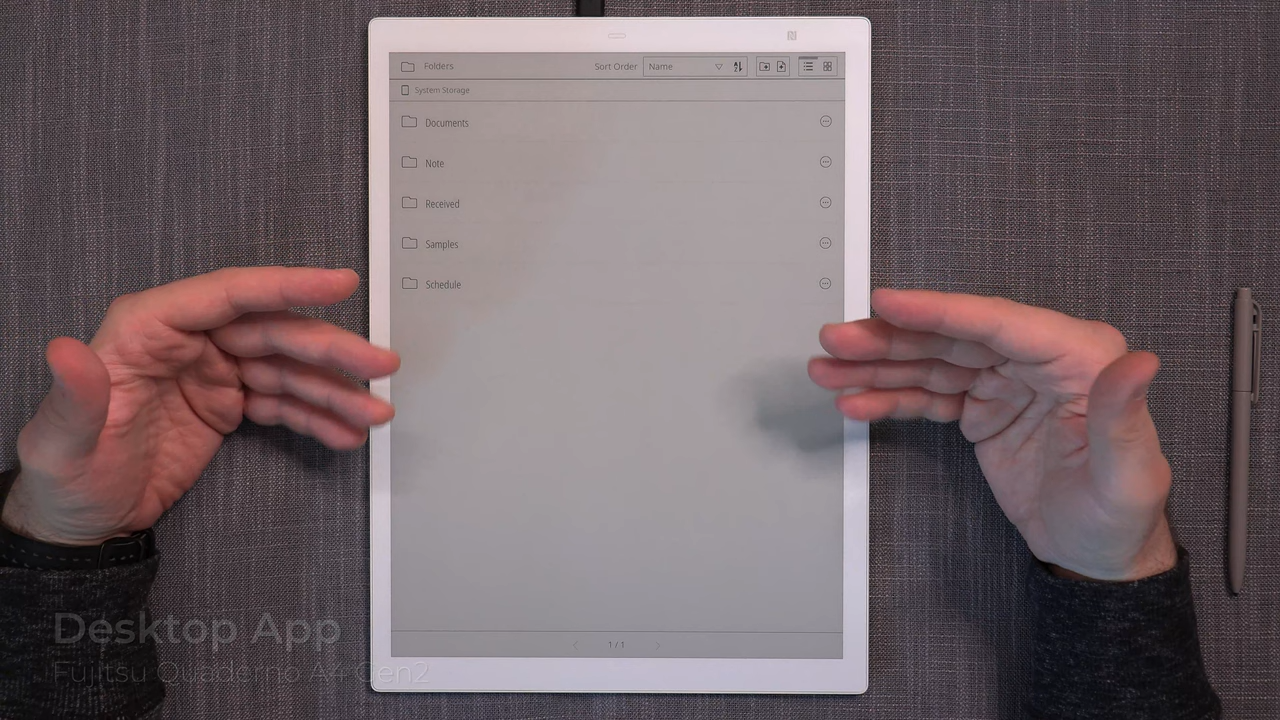 Folders Sort Order Name
System Storage
Documents
Note
Received
Samples
Schedule
1 / 1
Desktop App
Fujitsu Quaderno A4 Gen2